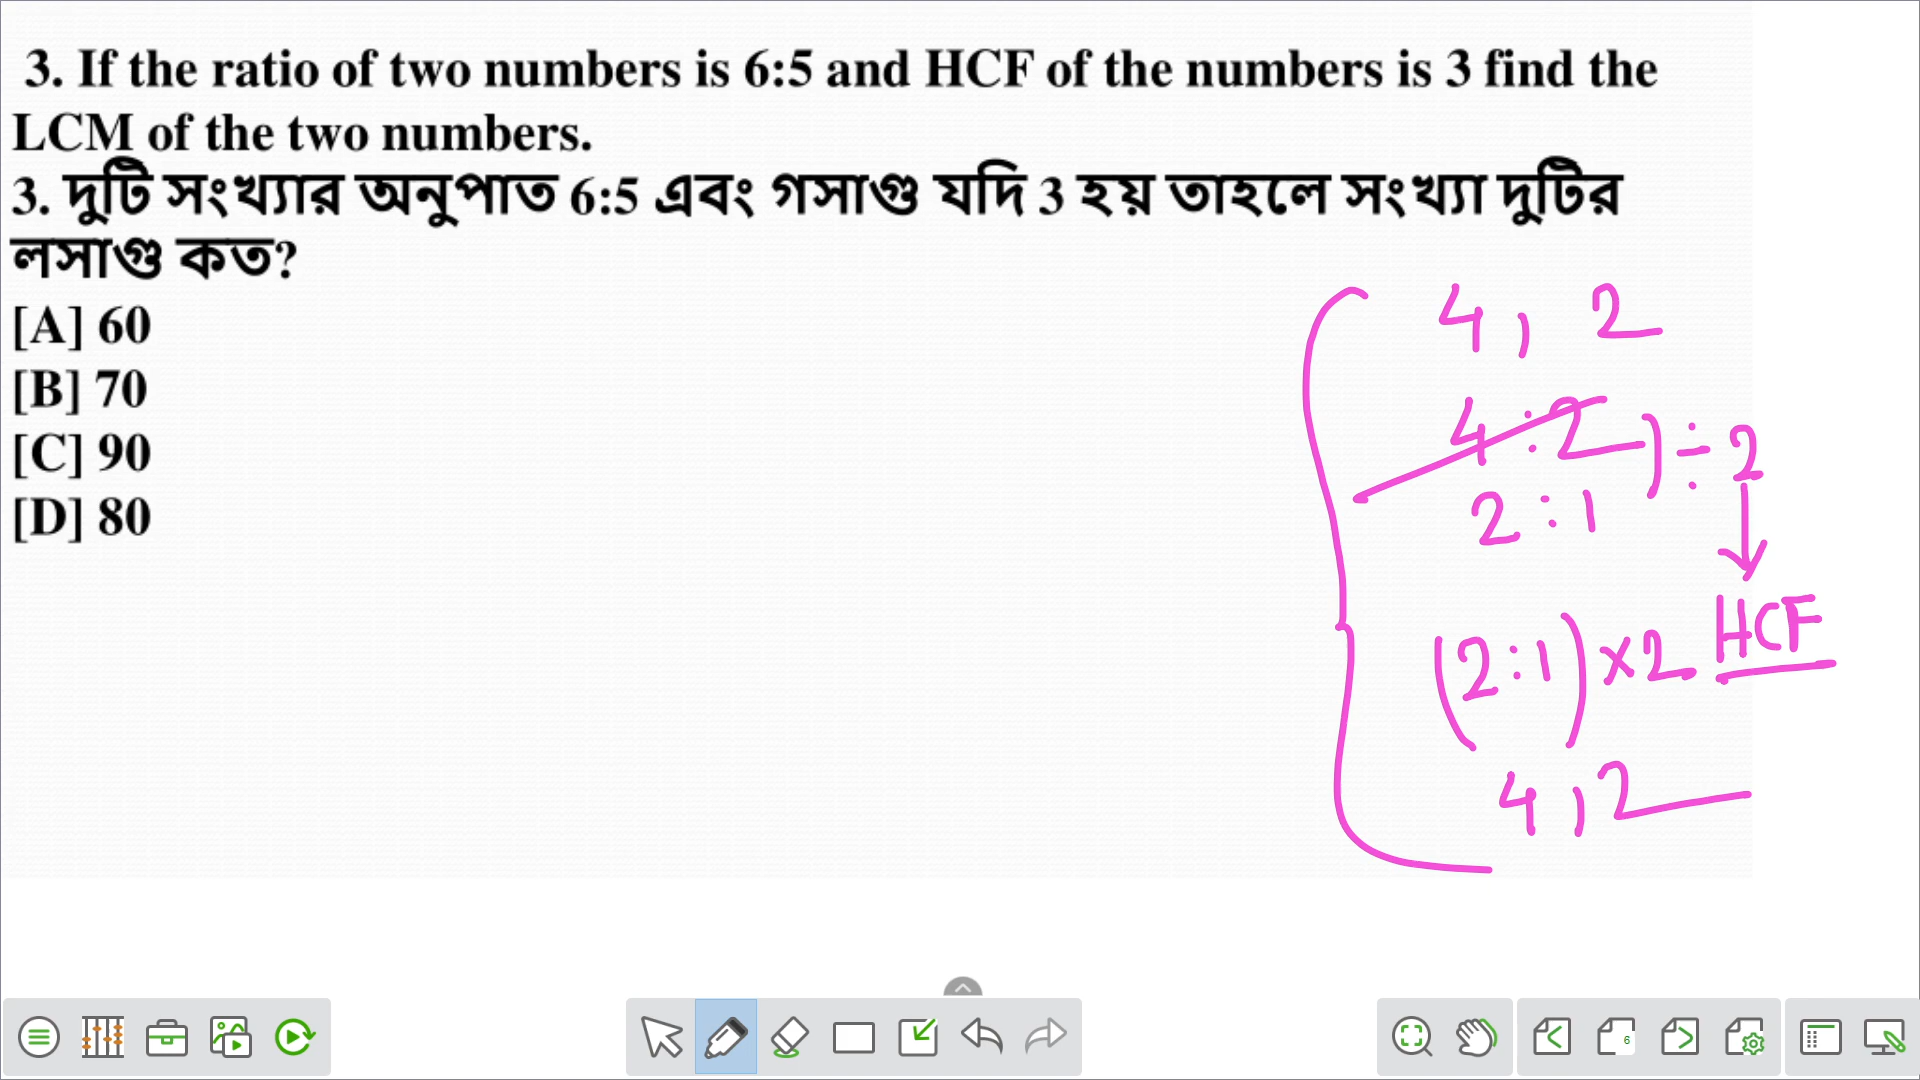 3. If the ratio of two numbers is 6:5 and HCF of the numbers is 3 find the
LCM of the two numbers.
3. দুটি সংখ্যার অনুপাত 6:5 এবং গসাগু যদি 3 হয় তাহলে সংখ্যা দুটির
লসাগু কত?
[A] 60
[B] 70
[C] 90
[D] 80
4, 2
4:2) ÷ 2
2:1
HCF
(2:1) ×2
4,2
6